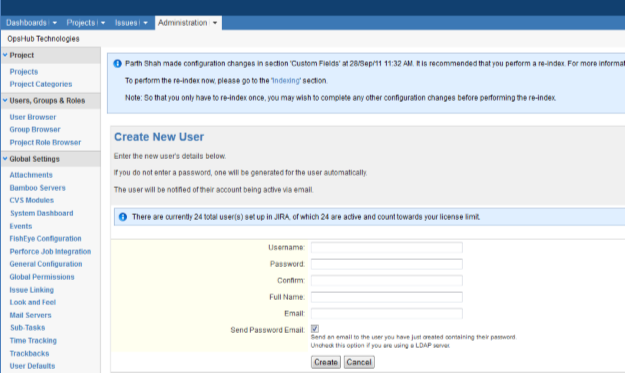 Dashboards Projects Issues Administration
OpsHub Technologies
Project
Projects
Project Categories
Users, Groups & Roles
User Browser
Group Browser
Project Role Browser
Global Settings
Attachments
Bamboo Servers
CVS Modules
System Dashboard
Events
FishEye Configuration
Perforce Job Integration
General Configuration
Global Permissions
Issue Linking
Look and Feel
Mail Servers
Sub-Tasks
Time Tracking
Trackbacks
User Defaults
Parth Shah made configuration changes in section 'Custom Fields' at 28/Sep/11 11:32 AM. It is recommended that you perform a re-index. For more informa
To perform the re-index now, please go to the 'Indexing' section.
Note: So that you only have to re-index once, you may wish to complete any other configuration changes before performing the re-index.
Create New User
Enter the new user's details below.
If you do not enter a password, one will be generated for the user automatically.
The user will be notified of their account being active via email.
There are currently 24 total user(s) set up in JIRA, of which 24 are active and count towards your license limit.
Username:
Password:
Confirm:
Full Name:
Email:
Send Password Email:
Send an email to the user you have just created containing their password.
Uncheck this option if you are using a LDAP server.
Create Cancel